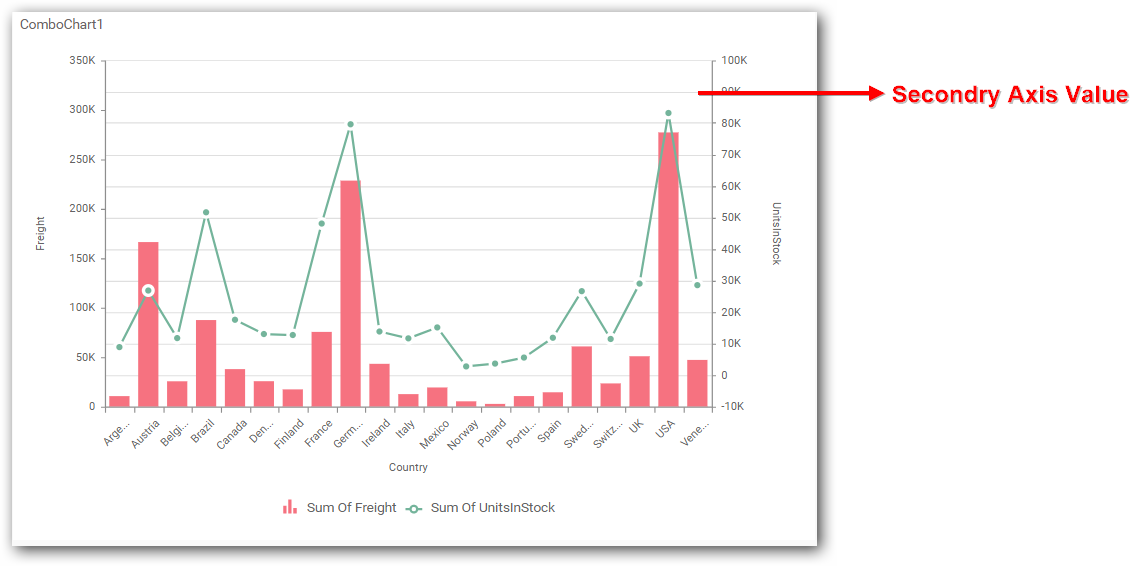 ComboChart1
350K
300K
250K
200K
150K
100K
50K
0
Freight
100K
90K
80K
70K
60K
50K
40K
30K
20K
10K
0
-10K
UnitsInStock
Secondry Axis Value
Arge...
Austria
Belgi...
Brazil
Canada
Den...
Finland
France
Germ...
Ireland
Italy
Mexico
Norway
Poland
Portu...
Spain
Swed...
Switz...
UK
USA
Vene...
Country
Sum Of Freight
Sum Of UnitsInStock